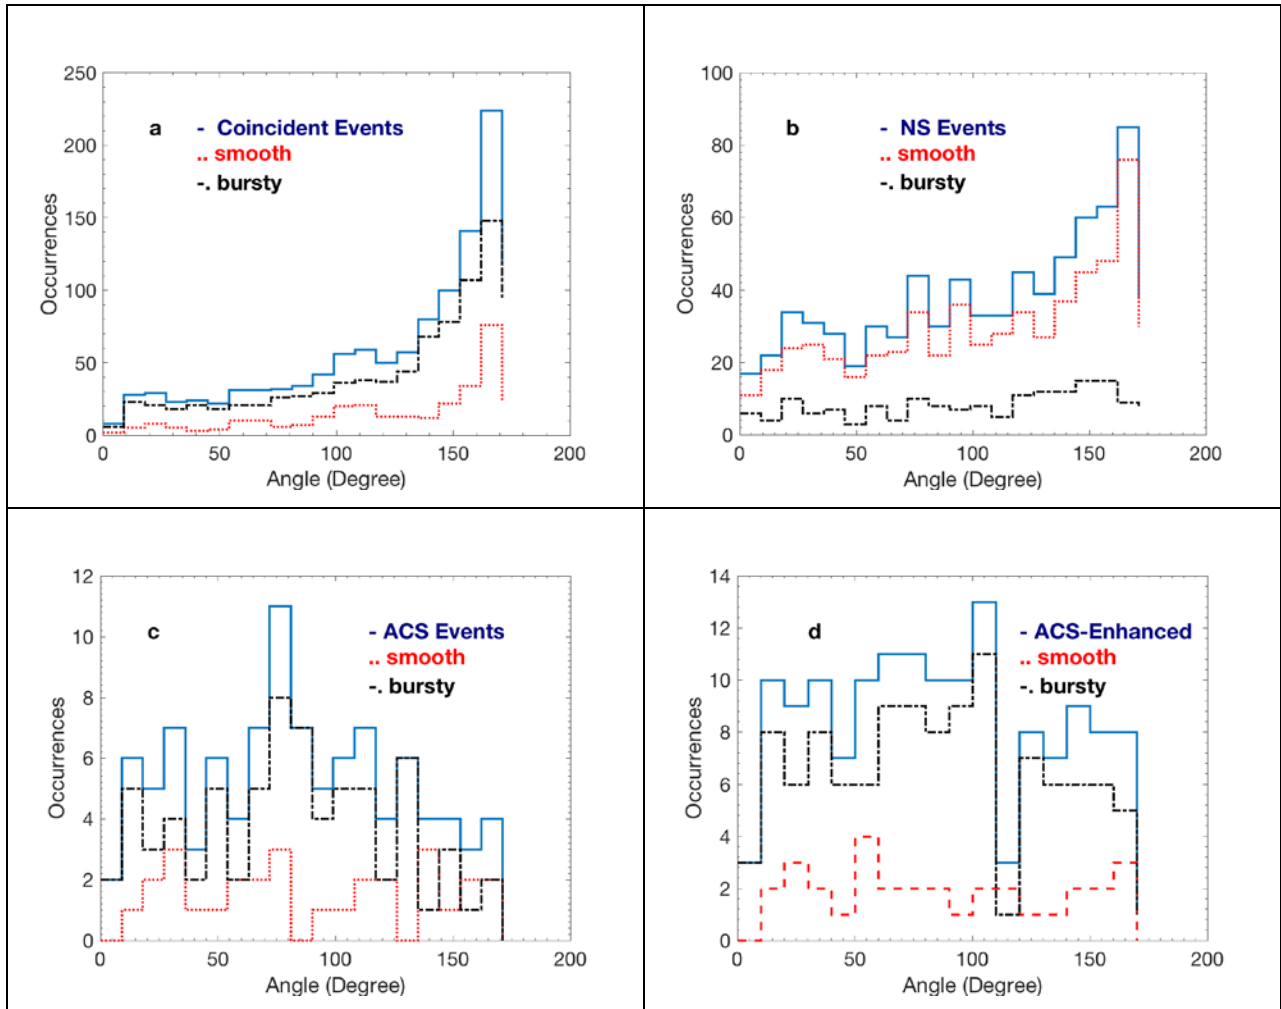 250
200
150
100
50
0
Occurrences
a - Coincident Events
.. smooth
-. bursty
0 50 100 150 200
Angle (Degree)
100
80
60
40
20
0
Occurrences
b - NS Events
.. smooth
-. bursty
0 50 100 150 200
Angle (Degree)
12
10
8
6
4
2
0
Occurrences
c - ACS Events
.. smooth
-. bursty
0 50 100 150 200
Angle (Degree)
14
12
10
8
6
4
2
0
Occurrences
d - ACS-Enhanced
.. smooth
-. bursty
0 50 100 150 200
Angle (Degree)